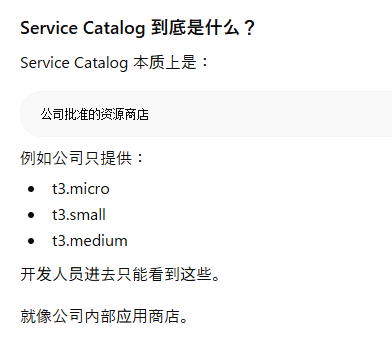 Service Catalog 到底是什么？
Service Catalog 本质上是：
公司批准的资源商店
例如公司只提供：
t3.micro
t3.small
t3.medium
开发人员进去只能看到这些。
就像公司内部应用商店。